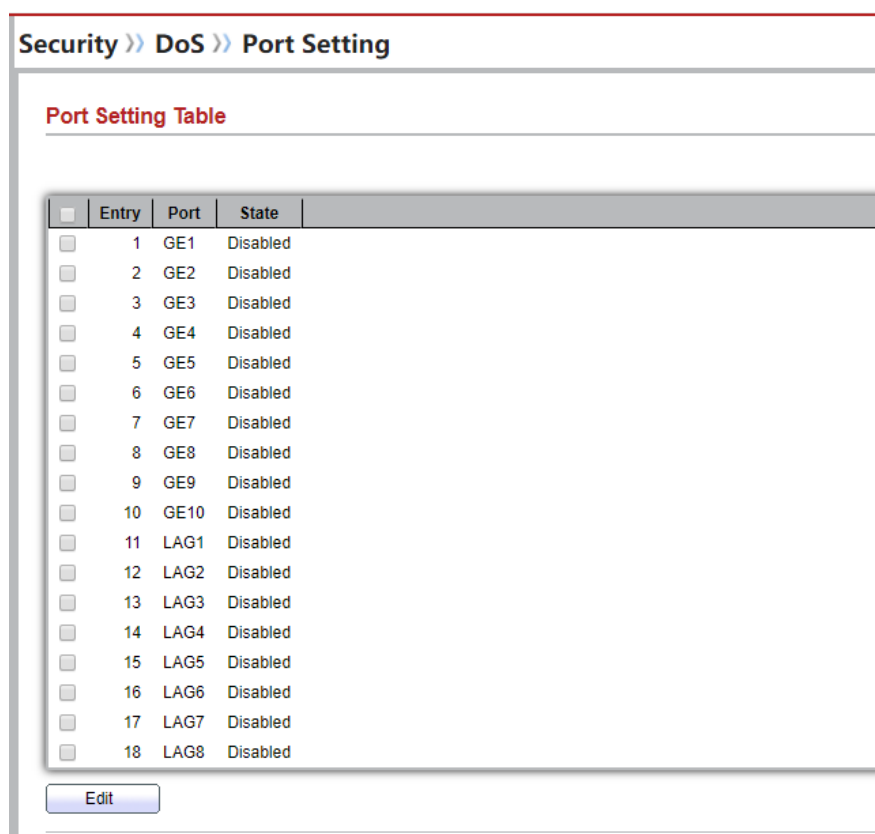 Security » DoS » Port Setting
Port Setting Table
Entry Port State
1 GE1 Disabled
2 GE2 Disabled
3 GE3 Disabled
4 GE4 Disabled
5 GE5 Disabled
6 GE6 Disabled
7 GE7 Disabled
8 GE8 Disabled
9 GE9 Disabled
10 GE10 Disabled
11 LAG1 Disabled
12 LAG2 Disabled
13 LAG3 Disabled
14 LAG4 Disabled
15 LAG5 Disabled
16 LAG6 Disabled
17 LAG7 Disabled
18 LAG8 Disabled
Edit